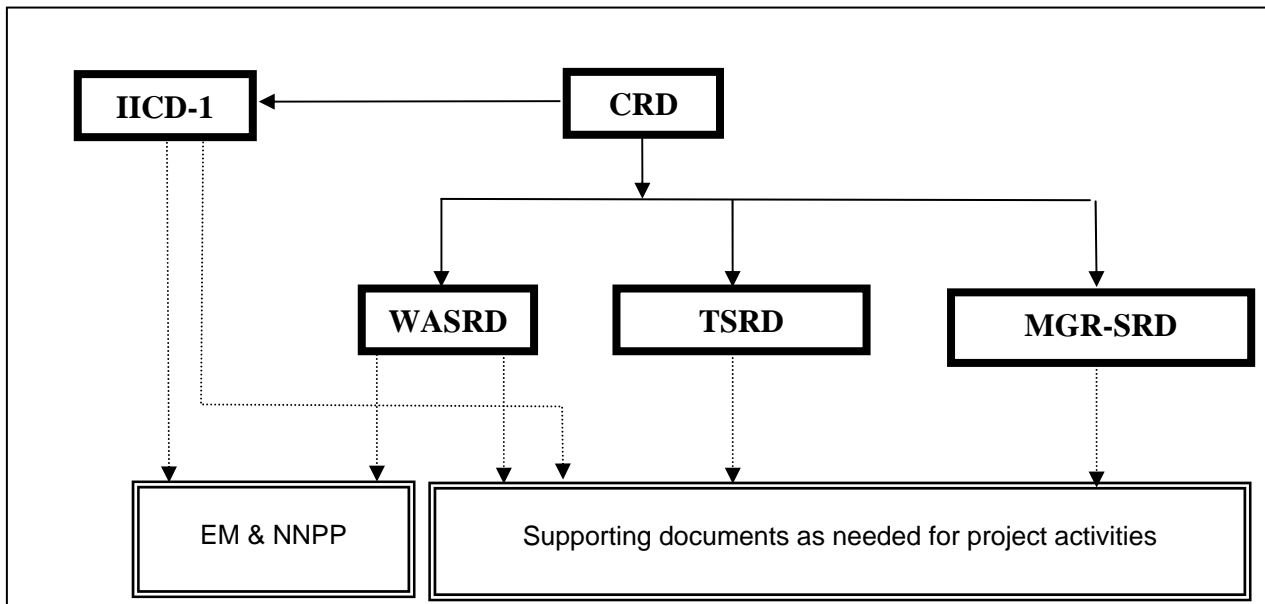 IICD-1
CRD
WASRD
TSRD
MGR-SRD
EM & NNPP
Supporting documents as needed for project activities